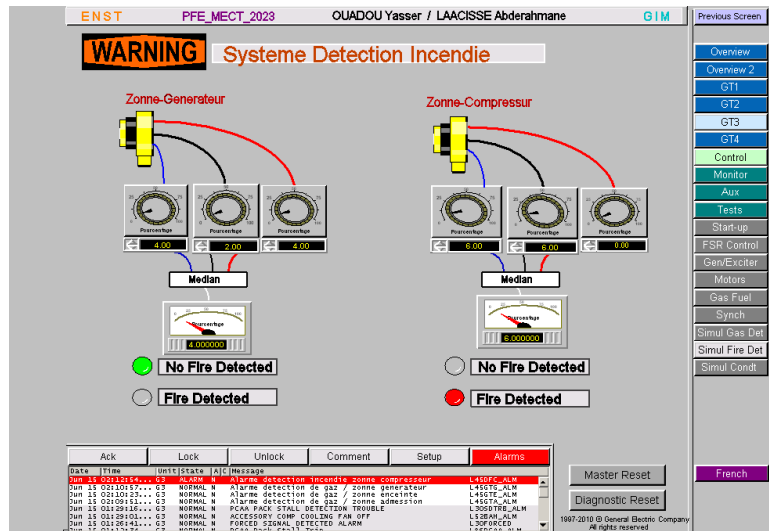 ENST PFE_MECT_2023 OUADOU Yasser / LAACISSE Abderahmane GIM
Previous Screen
WARNING Systeme Detection Incendie
Overview
Overview 2
GT1
GT2
GT3
GT4
Control
Monitor
Aux
Tests
Start-up
FSR Control
Gen/Exciter
Motors
Gas Fuel
Synch
Simul Gas Det
Simul Fire Det
Simul Condt
French
Zonne-Generateur
Pourcentage Pourcentage Pourcentage
4.00 2.00 4.00
Median
Pourcentage
4.000000
No Fire Detected
Fire Detected
Zonne-Compressur
Pourcentage Pourcentage Pourcentage
6.00 6.00 0.00
Median
Pourcentage
6.000000
No Fire Detected
Fire Detected
Ack Lock Unlock Comment Setup Alarms
Date Time Unit State A C Message
Jun 15 02:12:54... G3 ALARM N Alarme detection incendie zonne compresseur L45DFC_ALM
Jun 15 02:10:57... G3 NORMAL N Alarme detection de gaz / zonne generateur L45GTG_ALM
Jun 15 02:10:23... G3 NORMAL N Alarme detection de gaz / zonne enceinte L45GTE_ALM
Jun 15 02:09:51... G3 NORMAL N Alarme detection de gaz / zonne admession L45GTA_ALM
Jun 15 01:29:16... G3 NORMAL N PCAA PACK STALL DETECTION TROUBLE L30SDTRB_ALM
Jun 15 01:29:01... G3 NORMAL N ACCESSORY COMP COOLING FAN OFF L52BAH_ALM
Jun 15 01:26:41... G3 NORMAL N FORCED SIGNAL DETECTED ALARM L30FORCED
Master Reset
Diagnostic Reset
1997-2010 © General Electric Company
All rights reserved